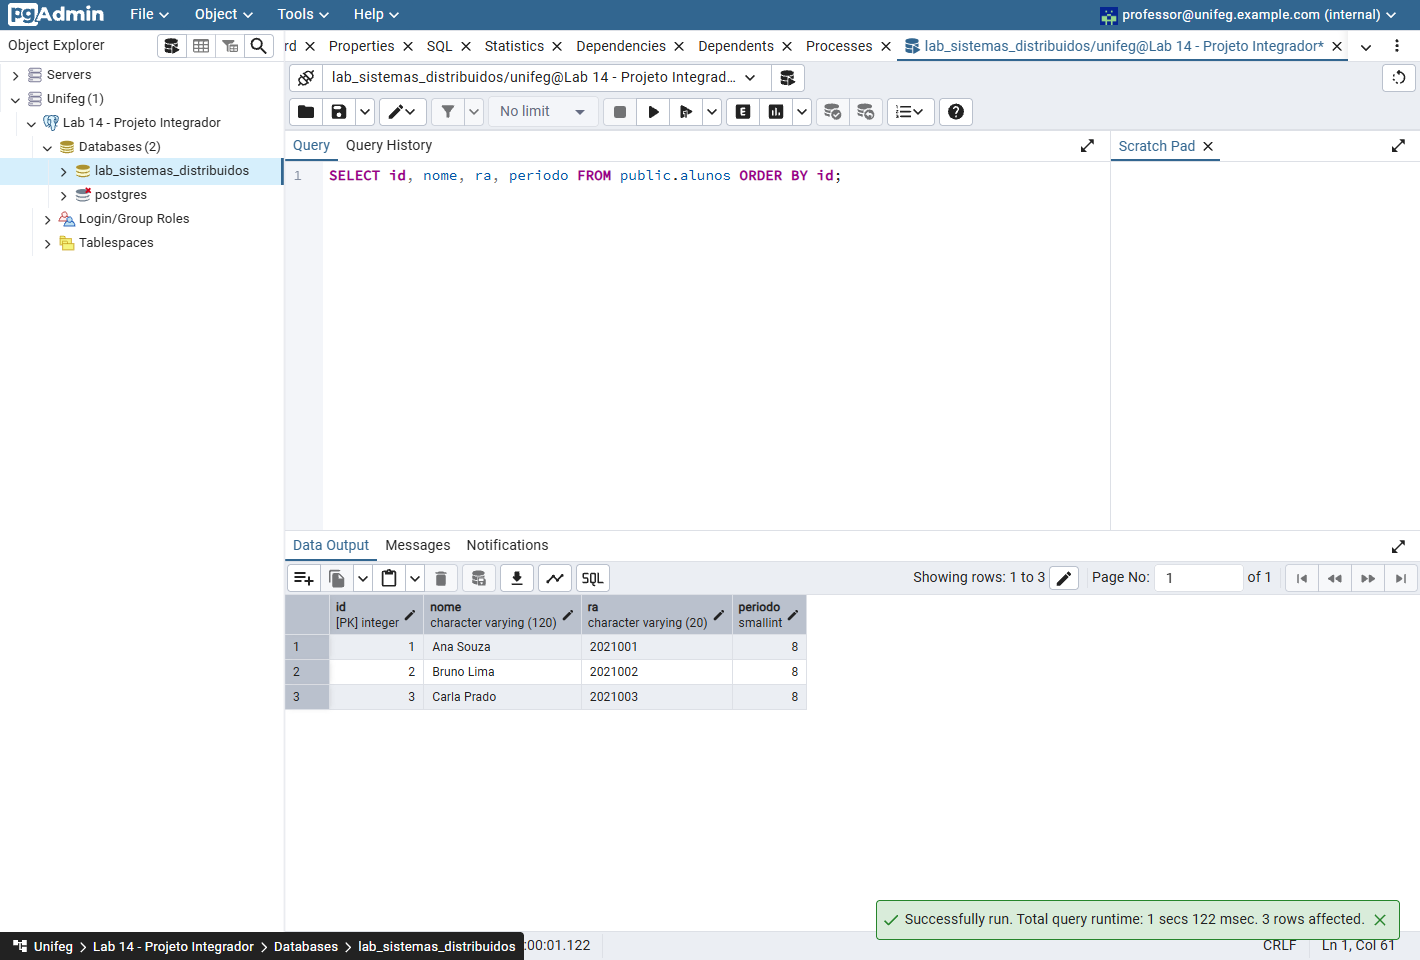 pgAdmin File Object Tools Help professor@unifeg.example.com (internal)
Object Explorer
rd Properties SQL Statistics Dependencies Dependents Processes lab_sistemas_distribuidos/unifeg@Lab 14 - Projeto Integrador*
Servers
Unifeg (1)
Lab 14 - Projeto Integrador
Databases (2)
lab_sistemas_distribuidos
postgres
Login/Group Roles
Tablespaces
lab_sistemas_distribuidos/unifeg@Lab 14 - Projeto Integrad...
No limit
E
Query Query History
Scratch Pad
1 SELECT id, nome, ra, periodo FROM public.alunos ORDER BY id;
Data Output Messages Notifications
SQL
Showing rows: 1 to 3 Page No: 1 of 1
id nome ra periodo
[PK] integer character varying (120) character varying (20) smallint
1 1 Ana Souza 2021001 8
2 2 Bruno Lima 2021002 8
3 3 Carla Prado 2021003 8
Successfully run. Total query runtime: 1 secs 122 msec. 3 rows affected.
Unifeg > Lab 14 - Projeto Integrador > Databases > lab_sistemas_distribuidos
:00:01.122
CRLF Ln 1, Col 61